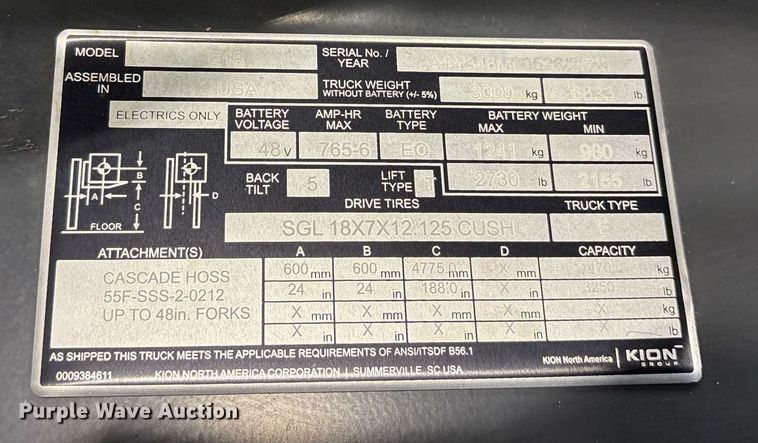 MODEL E16 SERIAL No. / YEAR
ASSEMBLED IN USA TRUCK WEIGHT WITHOUT BATTERY (+/- 5%) 3009 kg lb
ELECTRICS ONLY BATTERY VOLTAGE AMP-HR MAX BATTERY TYPE BATTERY WEIGHT
MAX MIN
48 V 765-6 EO 1241 kg 980 kg
BACK TILT 5 LIFT TYPE T 2730 lb 2155 lb
DRIVE TIRES TRUCK TYPE
SGL 18X7X12.125 CUSH E
A B C D
FLOOR
ATTACHMENT(S) A B C D CAPACITY
CASCADE HOSS 600 mm 600 mm 4775.0 mm X mm 1470 kg
55F-SSS-2-0212 24 in 24 in 188.0 in X in 3250 lb
UP TO 48in. FORKS X mm X mm X mm X mm X kg
X in X in X in X in X lb
AS SHIPPED THIS TRUCK MEETS THE APPLICABLE REQUIREMENTS OF ANSI/ITSDF B56.1
0009384611 KION NORTH AMERICA CORPORATION | SUMMERVILLE, SC USA
KION North America | KION GROUP
Purple Wave Auction